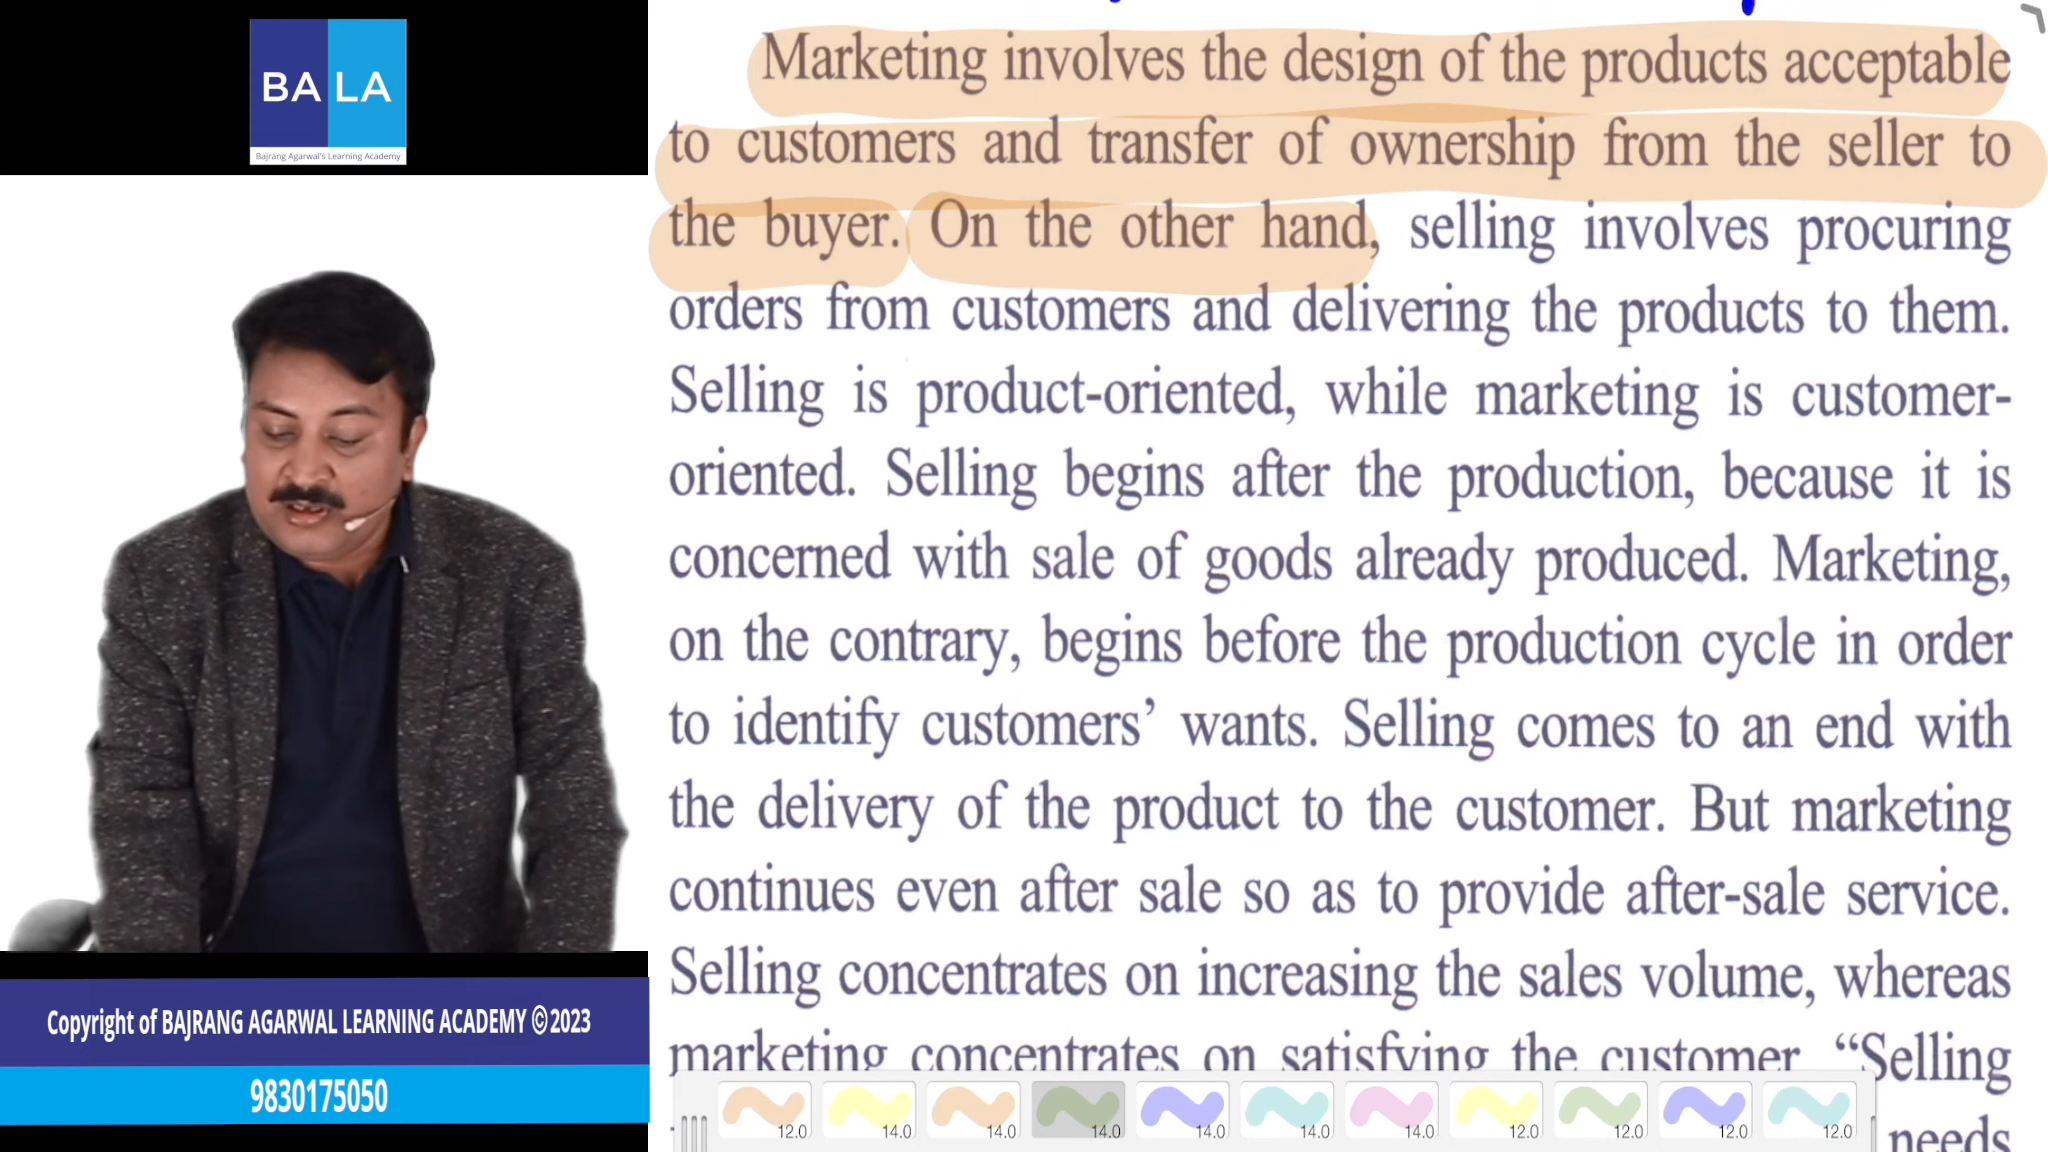 BALA
Bajrang Agarwal's Learning Academy
Marketing involves the design of the products acceptable
to customers and transfer of ownership from the seller to
the buyer. On the other hand, selling involves procuring
orders from customers and delivering the products to them.
Selling is product-oriented, while marketing is customer-
oriented. Selling begins after the production, because it is
concerned with sale of goods already produced. Marketing,
on the contrary, begins before the production cycle in order
to identify customers’ wants. Selling comes to an end with
the delivery of the product to the customer. But marketing
continues even after sale so as to provide after-sale service.
Selling concentrates on increasing the sales volume, whereas
marketing concentrates on satisfying the customer. “Selling
needs
12.0 14.0 14.0 14.0 14.0 14.0 14.0 12.0 12.0 12.0 12.0
Copyright of BAJRANG AGARWAL LEARNING ACADEMY ©2023
9830175050